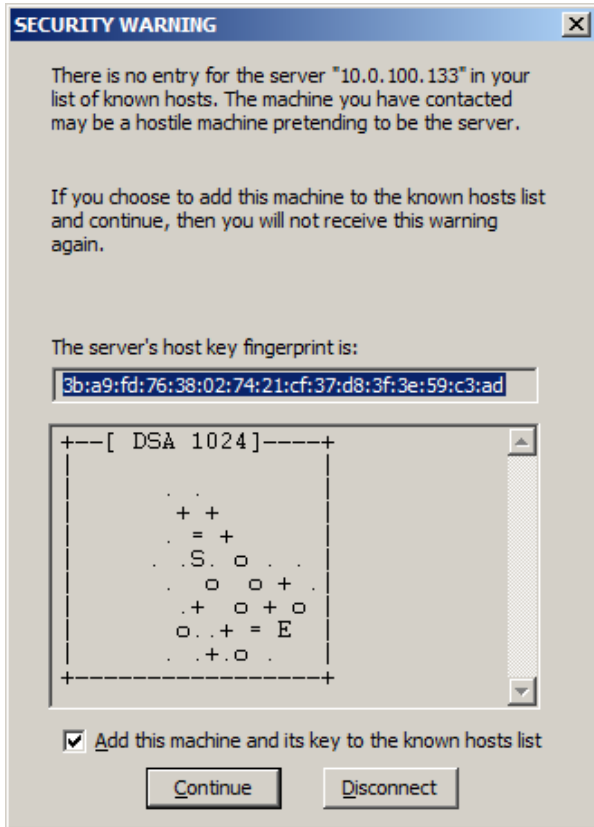 SECURITY WARNING
There is no entry for the server "10.0.100.133" in your
list of known hosts. The machine you have contacted
may be a hostile machine pretending to be the server.
If you choose to add this machine to the known hosts list
and continue, then you will not receive this warning
again.
The server's host key fingerprint is:
3b:a9:fd:76:38:02:74:21:cf:37:d8:3f:3e:59:c3:ad
+--[ DSA 1024]----+
|                 |
|      . .        |
|       + +       |
|      . = +      |
|     . .S. o . . |
|      .  o  o + .|
|       .+  o + o |
|       o..+ = E  |
|      . .+.o .   |
+-----------------+
Add this machine and its key to the known hosts list
Continue
Disconnect